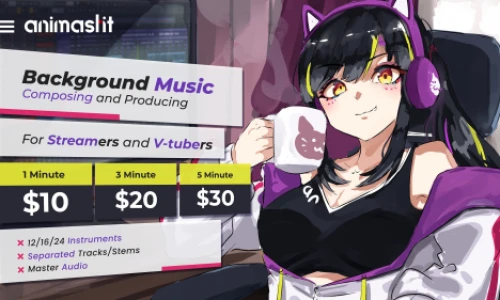 animaslit
Background Music
Composing and Producing
For Streamers and V-tubers
1 Minute
$10
3 Minute
$20
5 Minute
$30
12/16/24 Instruments
Separated Tracks/Stems
Master Audio